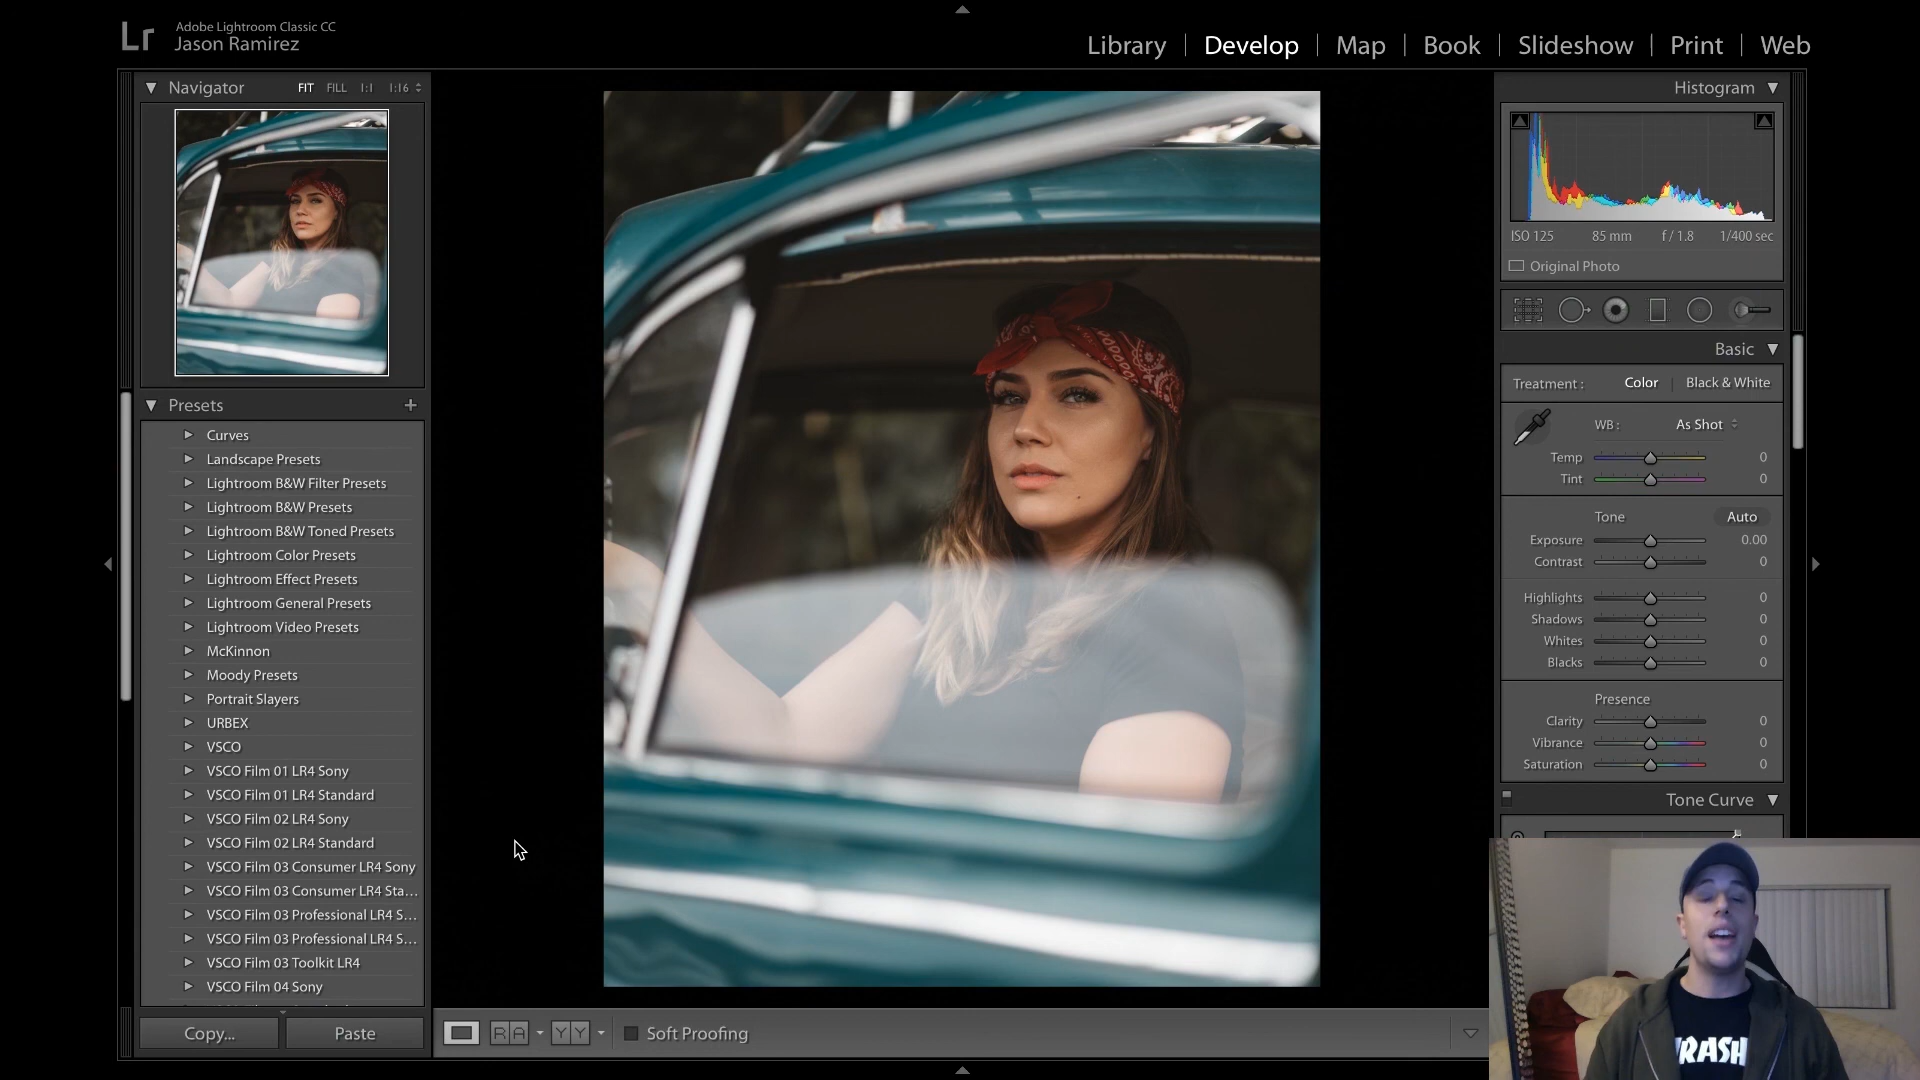 Lr
Adobe Lightroom Classic CC
Jason Ramirez
Library | Develop | Map | Book | Slideshow | Print | Web
Navigator FIT FILL 1:1 1:16
Presets +
Curves
Landscape Presets
Lightroom B&W Filter Presets
Lightroom B&W Presets
Lightroom B&W Toned Presets
Lightroom Color Presets
Lightroom Effect Presets
Lightroom General Presets
Lightroom Video Presets
McKinnon
Moody Presets
Portrait Slayers
URBEX
VSCO
VSCO Film 01 LR4 Sony
VSCO Film 01 LR4 Standard
VSCO Film 02 LR4 Sony
VSCO Film 02 LR4 Standard
VSCO Film 03 Consumer LR4 Sony
VSCO Film 03 Consumer LR4 Sta...
VSCO Film 03 Professional LR4 S...
VSCO Film 03 Professional LR4 S...
VSCO Film 03 Toolkit LR4
VSCO Film 04 Sony
Copy... Paste
R A Y Y Soft Proofing
Histogram
ISO 125 85 mm f / 1.8 1/400 sec
Original Photo
Basic
Treatment : Color | Black & White
WB : As Shot
Temp 0
Tint 0
Tone Auto
Exposure 0.00
Contrast 0
Highlights 0
Shadows 0
Whites 0
Blacks 0
Presence
Clarity 0
Vibrance 0
Saturation 0
Tone Curve
RASH